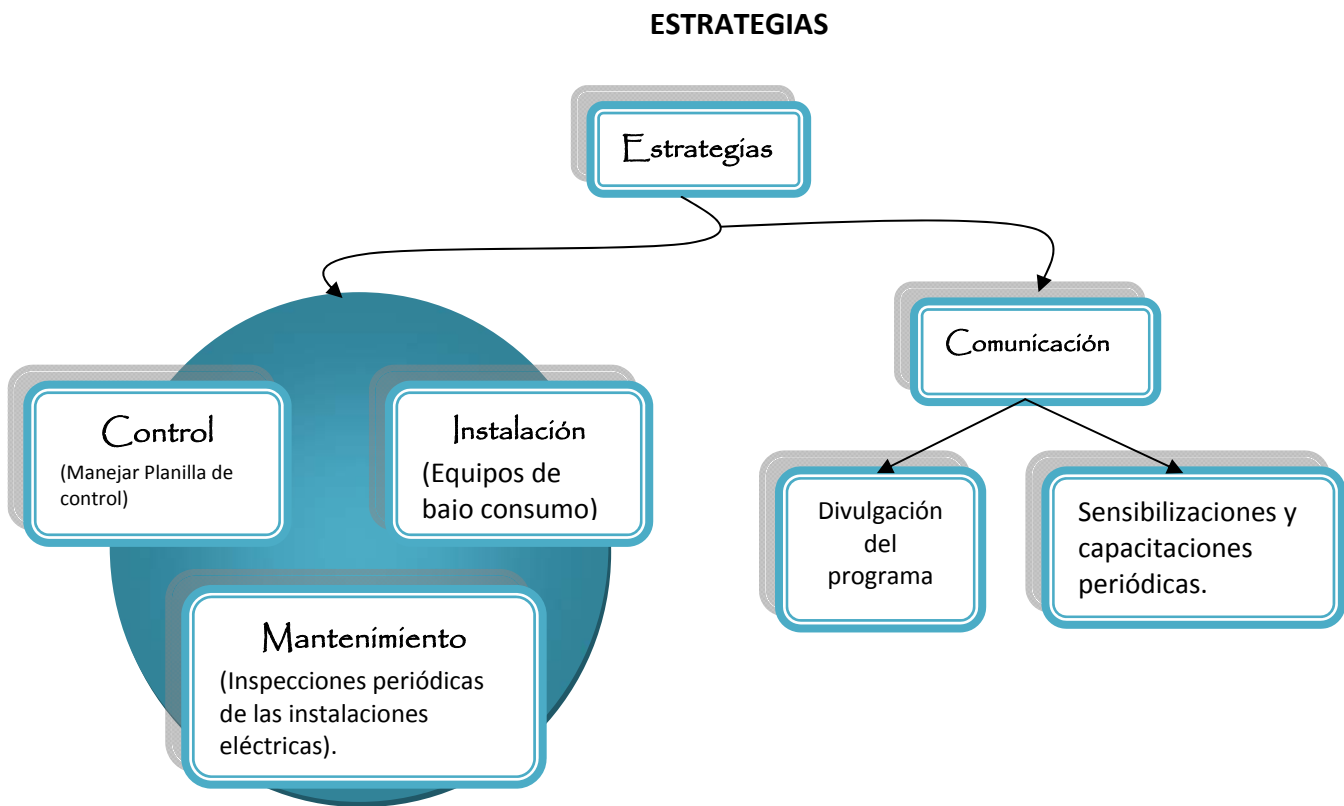 ESTRATEGIAS
Estrategias
Control
(Manejar Planilla de
control)
Instalación
(Equipos de
bajo consumo)
Mantenimiento
(Inspecciones periódicas
de las instalaciones
eléctricas).
Comunicación
Divulgación
del
programa
Sensibilizaciones y
capacitaciones
periódicas.